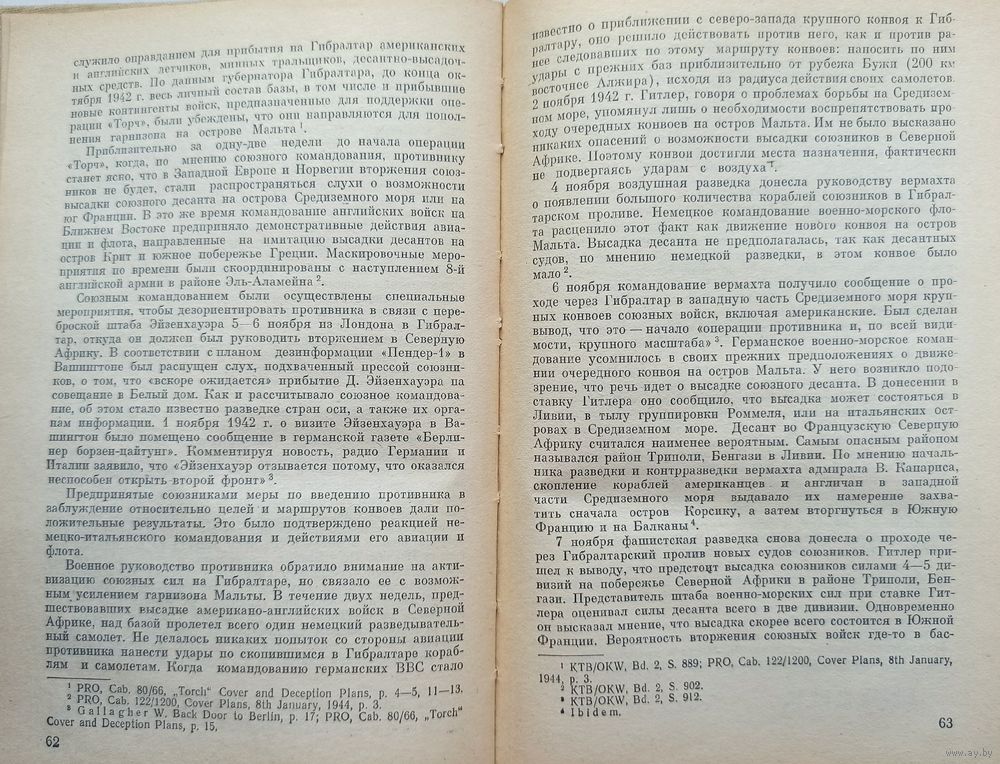 служило оправданием для прибытия на Гибралтар американских
и английских летчиков, минных тральщиков, десантно-высадоч-
ных средств. По данным губернатора Гибралтара, до конца ок-
тября 1942 г. весь личный состав базы, в том числе и прибывшие
новые контингенты войск, предназначенные для поддержки опе-
рации «Торч», были убеждены, что они направляются для попол-
нения гарнизона на острове Мальта ¹.
Приблизительно за одну-две недели до начала операции
«Торч», когда, по мнению союзного командования, противнику
станет ясно, что в Западной Европе и Норвегии вторжения союз-
ников не будет, стали распространяться слухи о возможности
высадки союзного десанта на острова Средиземного моря или на
юг Франции. В это же время командование английских войск на
Ближнем Востоке предприняло демонстративные действия авиа-
ции и флота, направленные на имитацию высадки десантов на
остров Крит и южное побережье Греции. Маскировочные меро-
приятия по времени были скоординированы с наступлением 8-й
английской армии в районе Эль-Аламейна ².
Союзным командованием были осуществлены специальные
мероприятия, чтобы дезориентировать противника в связи с пере-
броской штаба Эйзенхауэра 5—6 ноября из Лондона в Гибрал-
тар, откуда он должен был руководить вторжением в Северную
Африку. В соответствии с планом дезинформации «Пендер-1» в
Вашингтоне был распущен слух, подхваченный прессой союзни-
ков, о том, что «вскоре ожидается» прибытие Д. Эйзенхауэра на
совещание в Белый дом. Как и рассчитывало союзное командова-
ние, об этом стало известно разведке стран оси, а также их орга-
нам информации. 1 ноября 1942 г. о визите Эйзенхауэра в Ва-
шингтон было помещено сообщение в германской газете «Берли-
нер борзен-цайтунг». Комментируя новость, радио Германии и
Италии заявило, что «Эйзенхауэр отзывается потому, что оказался
неспособен открыть второй фронт» ³.
Предпринятые союзниками меры по введению противника в
заблуждение относительно целей и маршрутов конвоев дали по-
ложительные результаты. Это было подтверждено реакцией не-
мецко-итальянского командования и действиями его авиации и
флота.
Военное руководство противника обратило внимание на акти-
визацию союзных сил на Гибралтаре, но связало ее с возмож-
ным усилением гарнизона Мальты. В течение двух недель, пред-
шествовавших высадке американо-английских войск в Северной
Африке, над базой пролетел всего один немецкий разведыватель-
ный самолет. Не делалось никаких попыток со стороны авиации
противника нанести удары по скопившимся в Гибралтаре кораб-
лям и самолетам. Когда командованию германских ВВС стало
¹ PRO, Cab. 80/66, „Torch“ Cover and Deception Plans, p. 4—5, 11—13.
² PRO, Cab. 122/1200, Cover Plans, 8th January, 1944, p. 3.
³ Gallagher W. Back Door to Berlin, p. 17; PRO, Cab. 80/66, „Torch“
Cover and Deception Plans, p. 15.
62
известно о приближении с северо-запада крупного конвоя к Гиб-
ралтару, оно решило действовать против него, как и против ра-
нее следовавших по этому маршруту конвоев: наносить по ним
удары с прежних баз приблизительно от рубежа Бужи (200 км
восточнее Алжира), исходя из радиуса действия своих самолетов.
2 ноября 1942 г. Гитлер, говоря о проблемах борьбы на Средизем-
ном море, упомянул лишь о необходимости воспрепятствовать про-
ходу очередных конвоев на остров Мальта. Им не было высказано
никаких опасений о возможности высадки союзников в Северной
Африке. Поэтому конвои достигли места назначения, фактически
не подвергаясь ударам с воздуха ¹.
4 ноября воздушная разведка донесла руководству вермахта
о появлении большого количества кораблей союзников в Гибрал-
тарском проливе. Немецкое командование военно-морского фло-
та расценило этот факт как движение нового конвоя на остров
Мальта. Высадка десанта не предполагалась, так как десантных
судов, по мнению немецкой разведки, в этом конвое было
мало ².
6 ноября командование вермахта получило сообщение о про-
ходе через Гибралтар в западную часть Средиземного моря круп-
ных конвоев союзных войск, включая американские. Был сделан
вывод, что это — начало «операции противника и, по всей види-
мости, крупного масштаба» ³. Германское военно-морское коман-
дование усомнилось в своих прежних предположениях о движе-
нии очередного конвоя на остров Мальта. У него возникло подо-
зрение, что речь идет о высадке союзного десанта. В донесении в
ставку Гитлера оно сообщило, что высадка может состояться в
Ливии, в тылу группировки Роммеля, или на итальянских ост-
ровах в Средиземном море. Десант во Французскую Северную
Африку считался наименее вероятным. Самым опасным районом
назывался район Триполи, Бенгази в Ливии. По мнению началь-
ника разведки и контрразведки вермахта адмирала В. Канариса,
скопление кораблей американцев и англичан в западной
части Средиземного моря выдавало их намерение захва-
тить сначала остров Корсику, а затем вторгнуться в Южную
Францию и на Балканы ⁴.
7 ноября фашистская разведка снова донесла о проходе че-
рез Гибралтарский пролив новых судов союзников. Гитлер при-
шел к выводу, что предстоит высадка союзников силами 4—5 ди-
визий на побережье Северной Африки в районе Триполи, Бен-
гази. Представитель штаба военно-морских сил при ставке Гит-
лера оценивал силы десанта всего в две дивизии. Одновременно
он высказал мнение, что высадка скорее всего состоится в Южной
Франции. Вероятность вторжения союзных войск где-то в бас-
¹ KTB/OKW, Bd. 2, S. 889; PRO, Cab. 122/1200, Cover Plans, 8th January,
1944, p. 3.
² KTB/OKW, Bd. 2, S. 902.
³ KTB/OKW, Bd. 2, S. 912.
⁴ Ibidem.
63
www.ay.by